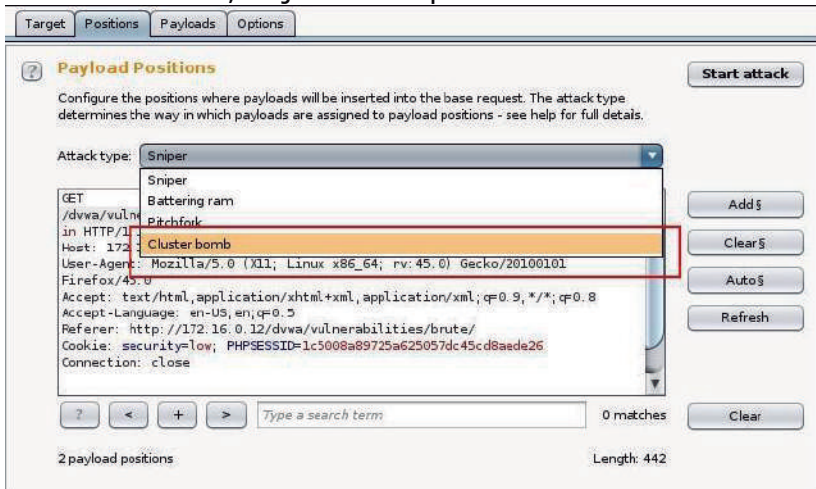 Target Positions Payloads Options
? Payload Positions
Start attack
Configure the positions where payloads will be inserted into the base request. The attack type
determines the way in which payloads are assigned to payload positions - see help for full details.
Attack type: Sniper
Sniper
Battering ram
Pitchfork
Cluster bomb
GET
/dvwa/vulne
in HTTP/1
Host: 172
User-Agent: Mozilla/5.0 (X11; Linux x86_64; rv:45.0) Gecko/20100101
Firefox/45.0
Accept: text/html,application/xhtml+xml,application/xml;q=0.9,*/*;q=0.8
Accept-Language: en-US,en;q=0.5
Referer: http://172.16.0.12/dvwa/vulnerabilities/brute/
Cookie: security=low; PHPSESSID=1c5008a89725a625057dc45cd8aede26
Connection: close
Add §
Clear §
Auto §
Refresh
? < + > Type a search term 0 matches Clear
2 payload positions Length: 442